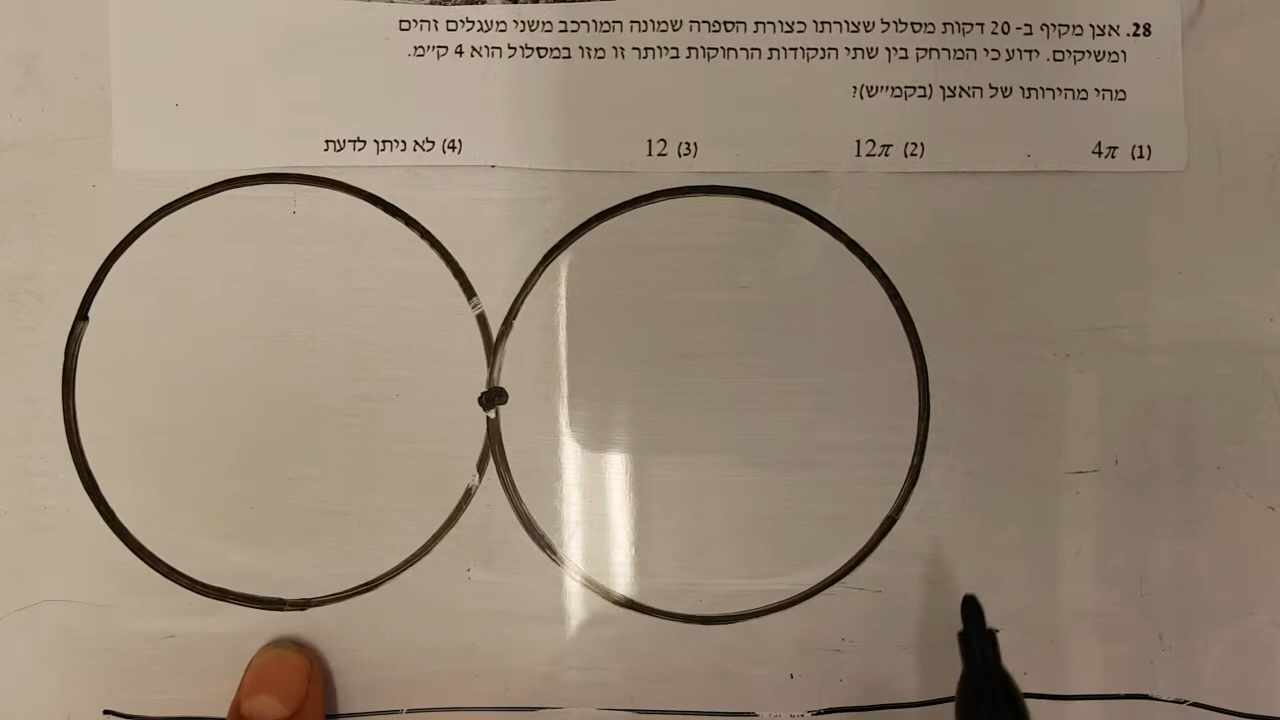 28. אצן מקיף ב- 20 דקות מסלול שצורתו כצורת הספרה שמונה המורכב משני מעגלים זהים
ומשיקים. ידוע כי המרחק בין שתי הנקודות הרחוקות ביותר זו מזו במסלול הוא 4 ק״מ.
מהי מהירותו של האצן (בקמ״ש)?
(1) 4π (2) 12π (3) 12 (4) לא ניתן לדעת